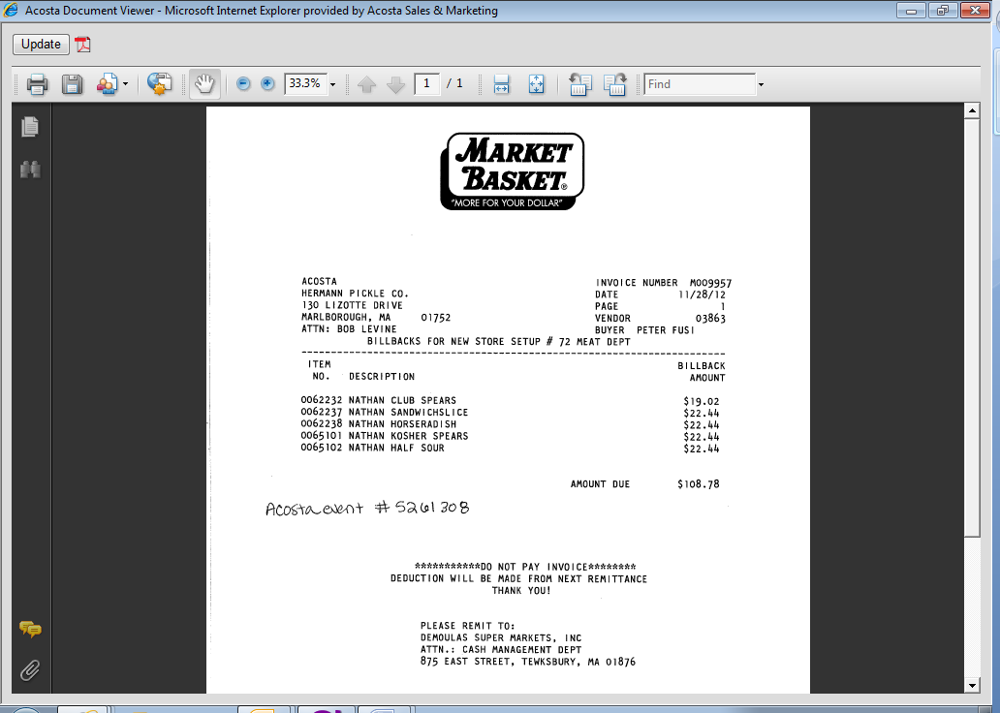 Acosta Document Viewer - Microsoft Internet Explorer provided by Acosta Sales & Marketing
Update
33.3% 1 / 1 Find
MARKET
BASKET®
"MORE FOR YOUR DOLLAR"
ACOSTA INVOICE NUMBER M009957
HERMANN PICKLE CO. DATE 11/28/12
130 LIZOTTE DRIVE PAGE 1
MARLBOROUGH, MA 01752 VENDOR 03863
ATTN: BOB LEVINE BUYER PETER FUSI
BILLBACKS FOR NEW STORE SETUP # 72 MEAT DEPT
--------------------------------------------------------------------------------
ITEM BILLBACK
NO. DESCRIPTION AMOUNT
0062232 NATHAN CLUB SPEARS $19.02
0062237 NATHAN SANDWICHSLICE $22.44
0062238 NATHAN HORSERADISH $22.44
0065101 NATHAN KOSHER SPEARS $22.44
0065102 NATHAN HALF SOUR $22.44
AMOUNT DUE $108.78
Acosta event # 5261308
***********DO NOT PAY INVOICE********
DEDUCTION WILL BE MADE FROM NEXT REMITTANCE
THANK YOU!
PLEASE REMIT TO:
DEMOULAS SUPER MARKETS, INC
ATTN.: CASH MANAGEMENT DEPT
875 EAST STREET, TEWKSBURY, MA 01876